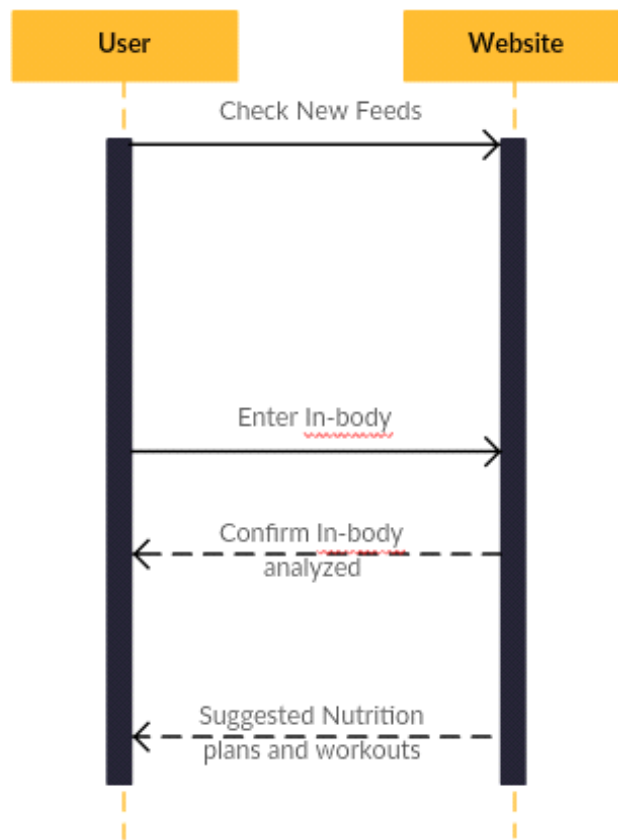 User
Website
Check New Feeds
Enter In-body
Confirm In-body
analyzed
Suggested Nutrition
plans and workouts